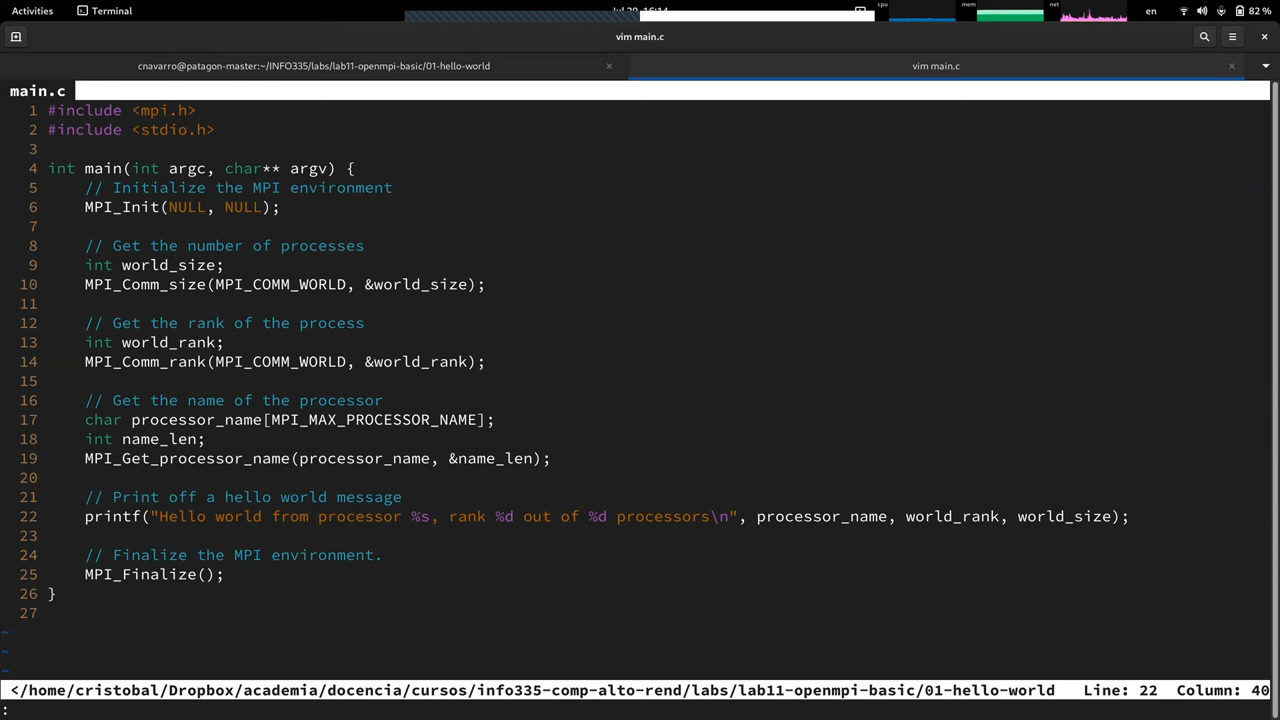 Activities Terminal cpu mem net en 82 %
vim main.c
cnavarro@patagon-master:~/INFO335/labs/lab11-openmpi-basic/01-hello-world × vim main.c ×
main.c
1 #include <mpi.h>
2 #include <stdio.h>
3
4 int main(int argc, char** argv) {
5 // Initialize the MPI environment
6 MPI_Init(NULL, NULL);
7
8 // Get the number of processes
9 int world_size;
10 MPI_Comm_size(MPI_COMM_WORLD, &world_size);
11
12 // Get the rank of the process
13 int world_rank;
14 MPI_Comm_rank(MPI_COMM_WORLD, &world_rank);
15
16 // Get the name of the processor
17 char processor_name[MPI_MAX_PROCESSOR_NAME];
18 int name_len;
19 MPI_Get_processor_name(processor_name, &name_len);
20
21 // Print off a hello world message
22 printf("Hello world from processor %s, rank %d out of %d processors\n", processor_name, world_rank, world_size);
23
24 // Finalize the MPI environment.
25 MPI_Finalize();
26 }
27
~
~
~
</home/cristobal/Dropbox/academia/docencia/cursos/info335-comp-alto-rend/labs/lab11-openmpi-basic/01-hello-world Line: 22 Column: 40
: